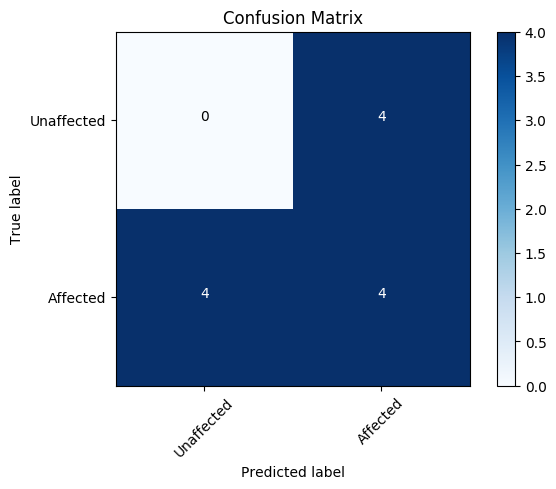 Confusion Matrix
True label
Unaffected
Affected
0
4
4
4
Unaffected
Affected
Predicted label
4.0
3.5
3.0
2.5
2.0
1.5
1.0
0.5
0.0